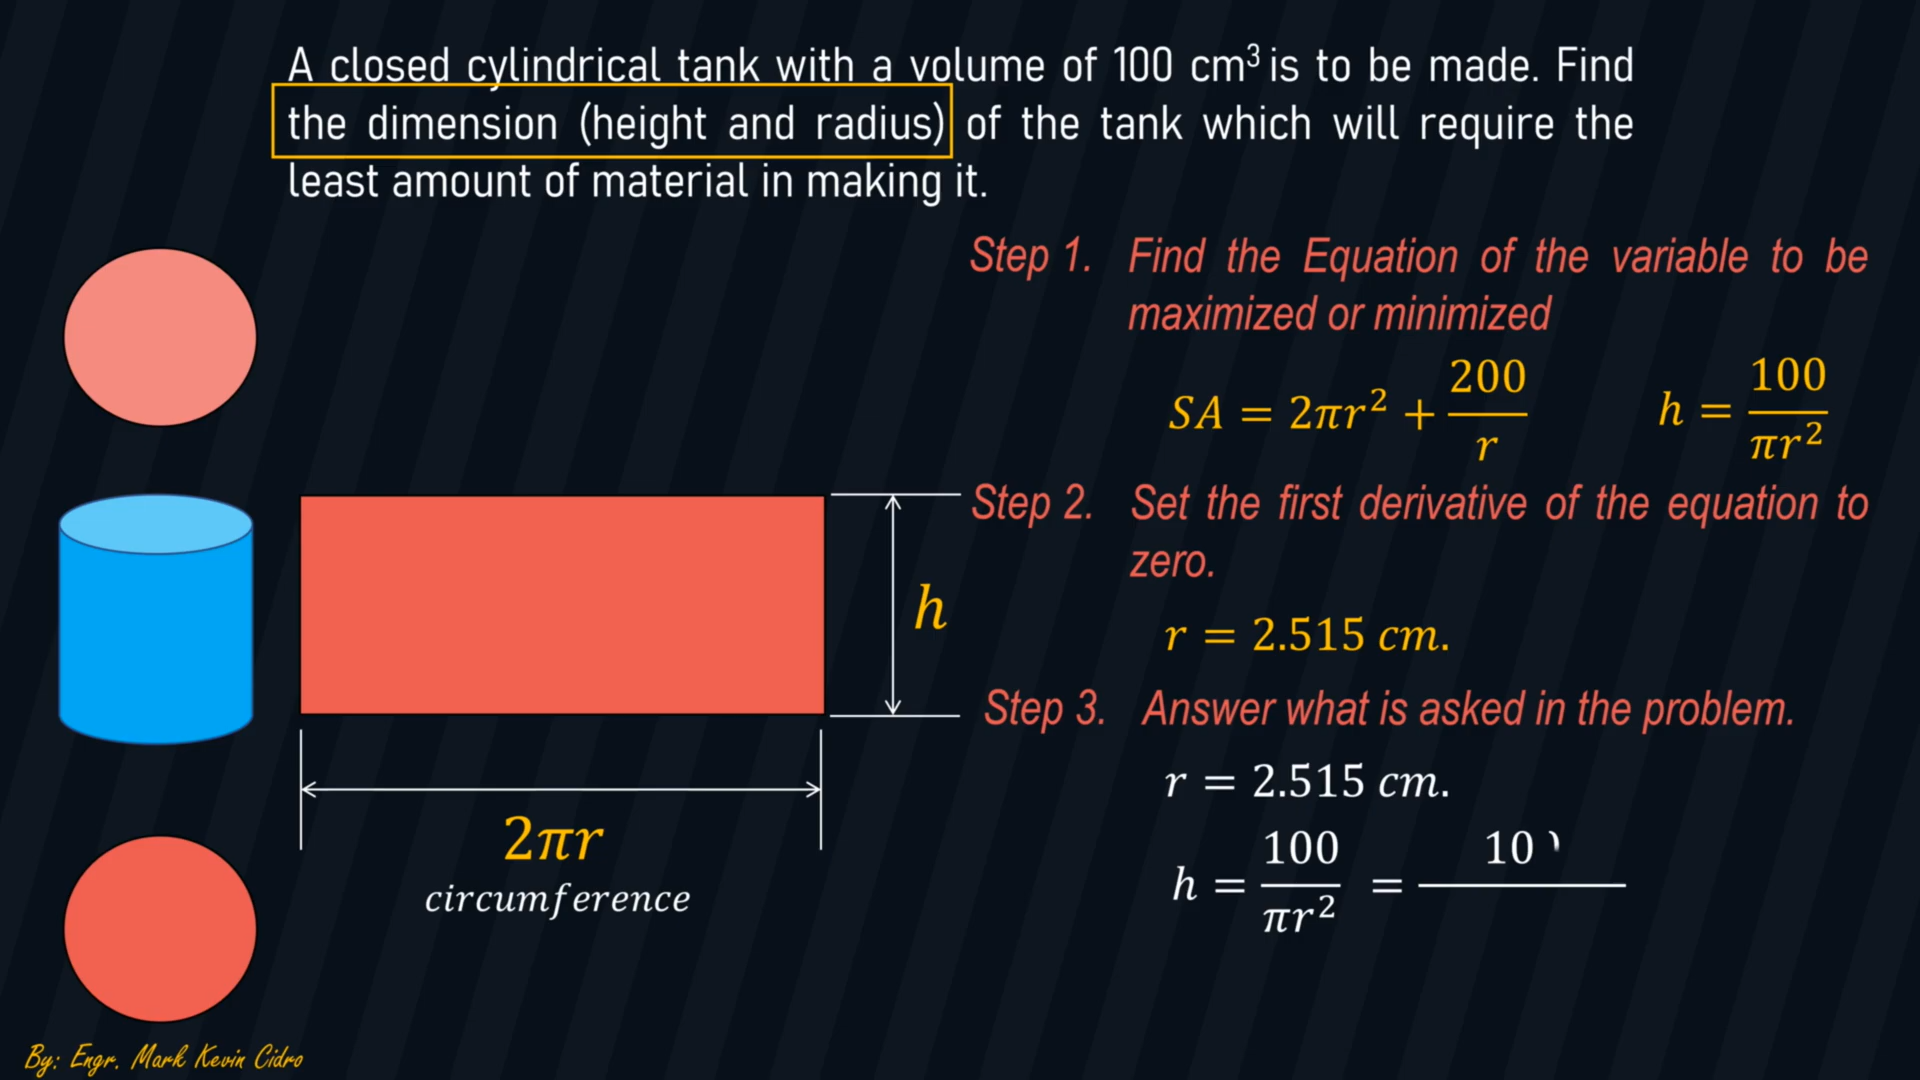 A closed cylindrical tank with a volume of 100 cm³ is to be made. Find
the dimension (height and radius) of the tank which will require the
least amount of material in making it.
Step 1. Find the Equation of the variable to be
maximized or minimized
SA = 2πr² + 200/r
h = 100/πr²
Step 2. Set the first derivative of the equation to
zero.
r = 2.515 cm.
Step 3. Answer what is asked in the problem.
r = 2.515 cm.
h = 100/πr² = 10
h
2πr
circumference
By: Engr. Mark Kevin Cidro